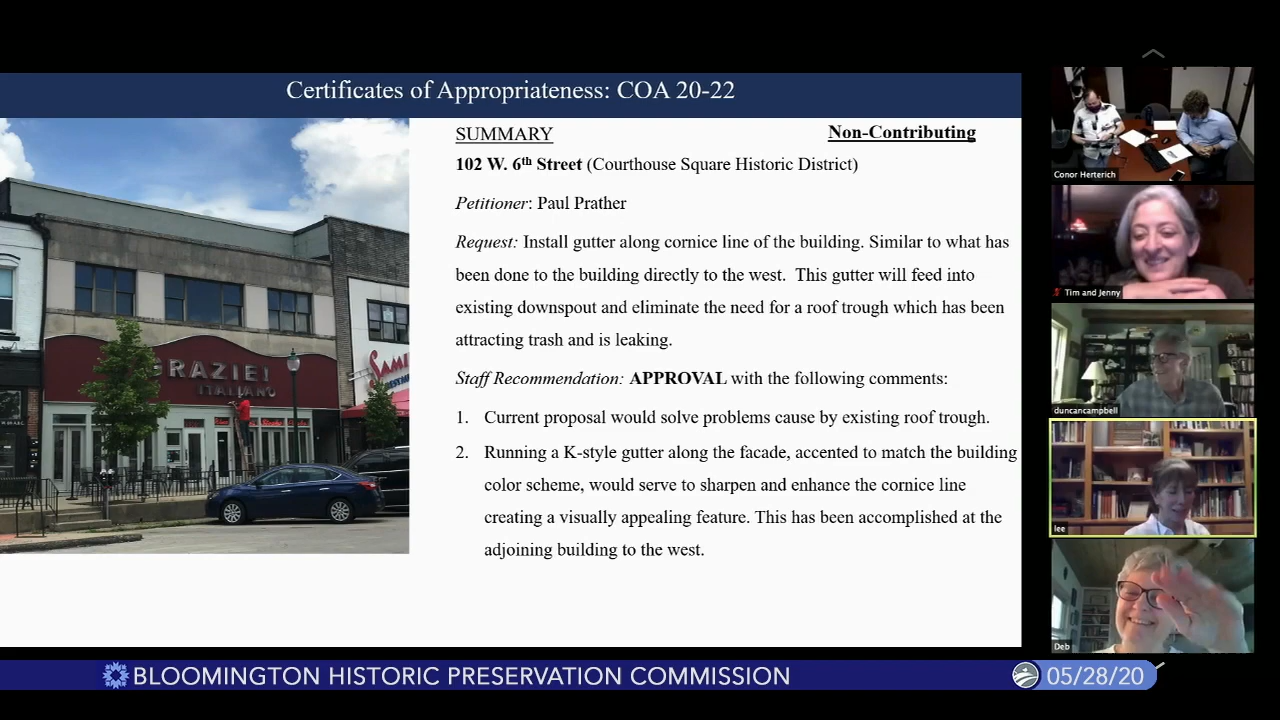 Certificates of Appropriateness: COA 20-22
SUMMARY
Non-Contributing
102 W. 6th Street (Courthouse Square Historic District)
Petitioner: Paul Prather
Request: Install gutter along cornice line of the building. Similar to what has
been done to the building directly to the west. This gutter will feed into
existing downspout and eliminate the need for a roof trough which has been
attracting trash and is leaking.
Staff Recommendation: APPROVAL with the following comments:
1. Current proposal would solve problems cause by existing roof trough.
2. Running a K-style gutter along the facade, accented to match the building
color scheme, would serve to sharpen and enhance the cornice line
creating a visually appealing feature. This has been accomplished at the
adjoining building to the west.
GRAZIE!
ITALIANO
SAMI
Conor Herterich
Tim and Jenny
duncancampbell
lee
Deb
BLOOMINGTON HISTORIC PRESERVATION COMMISSION
05/28/20